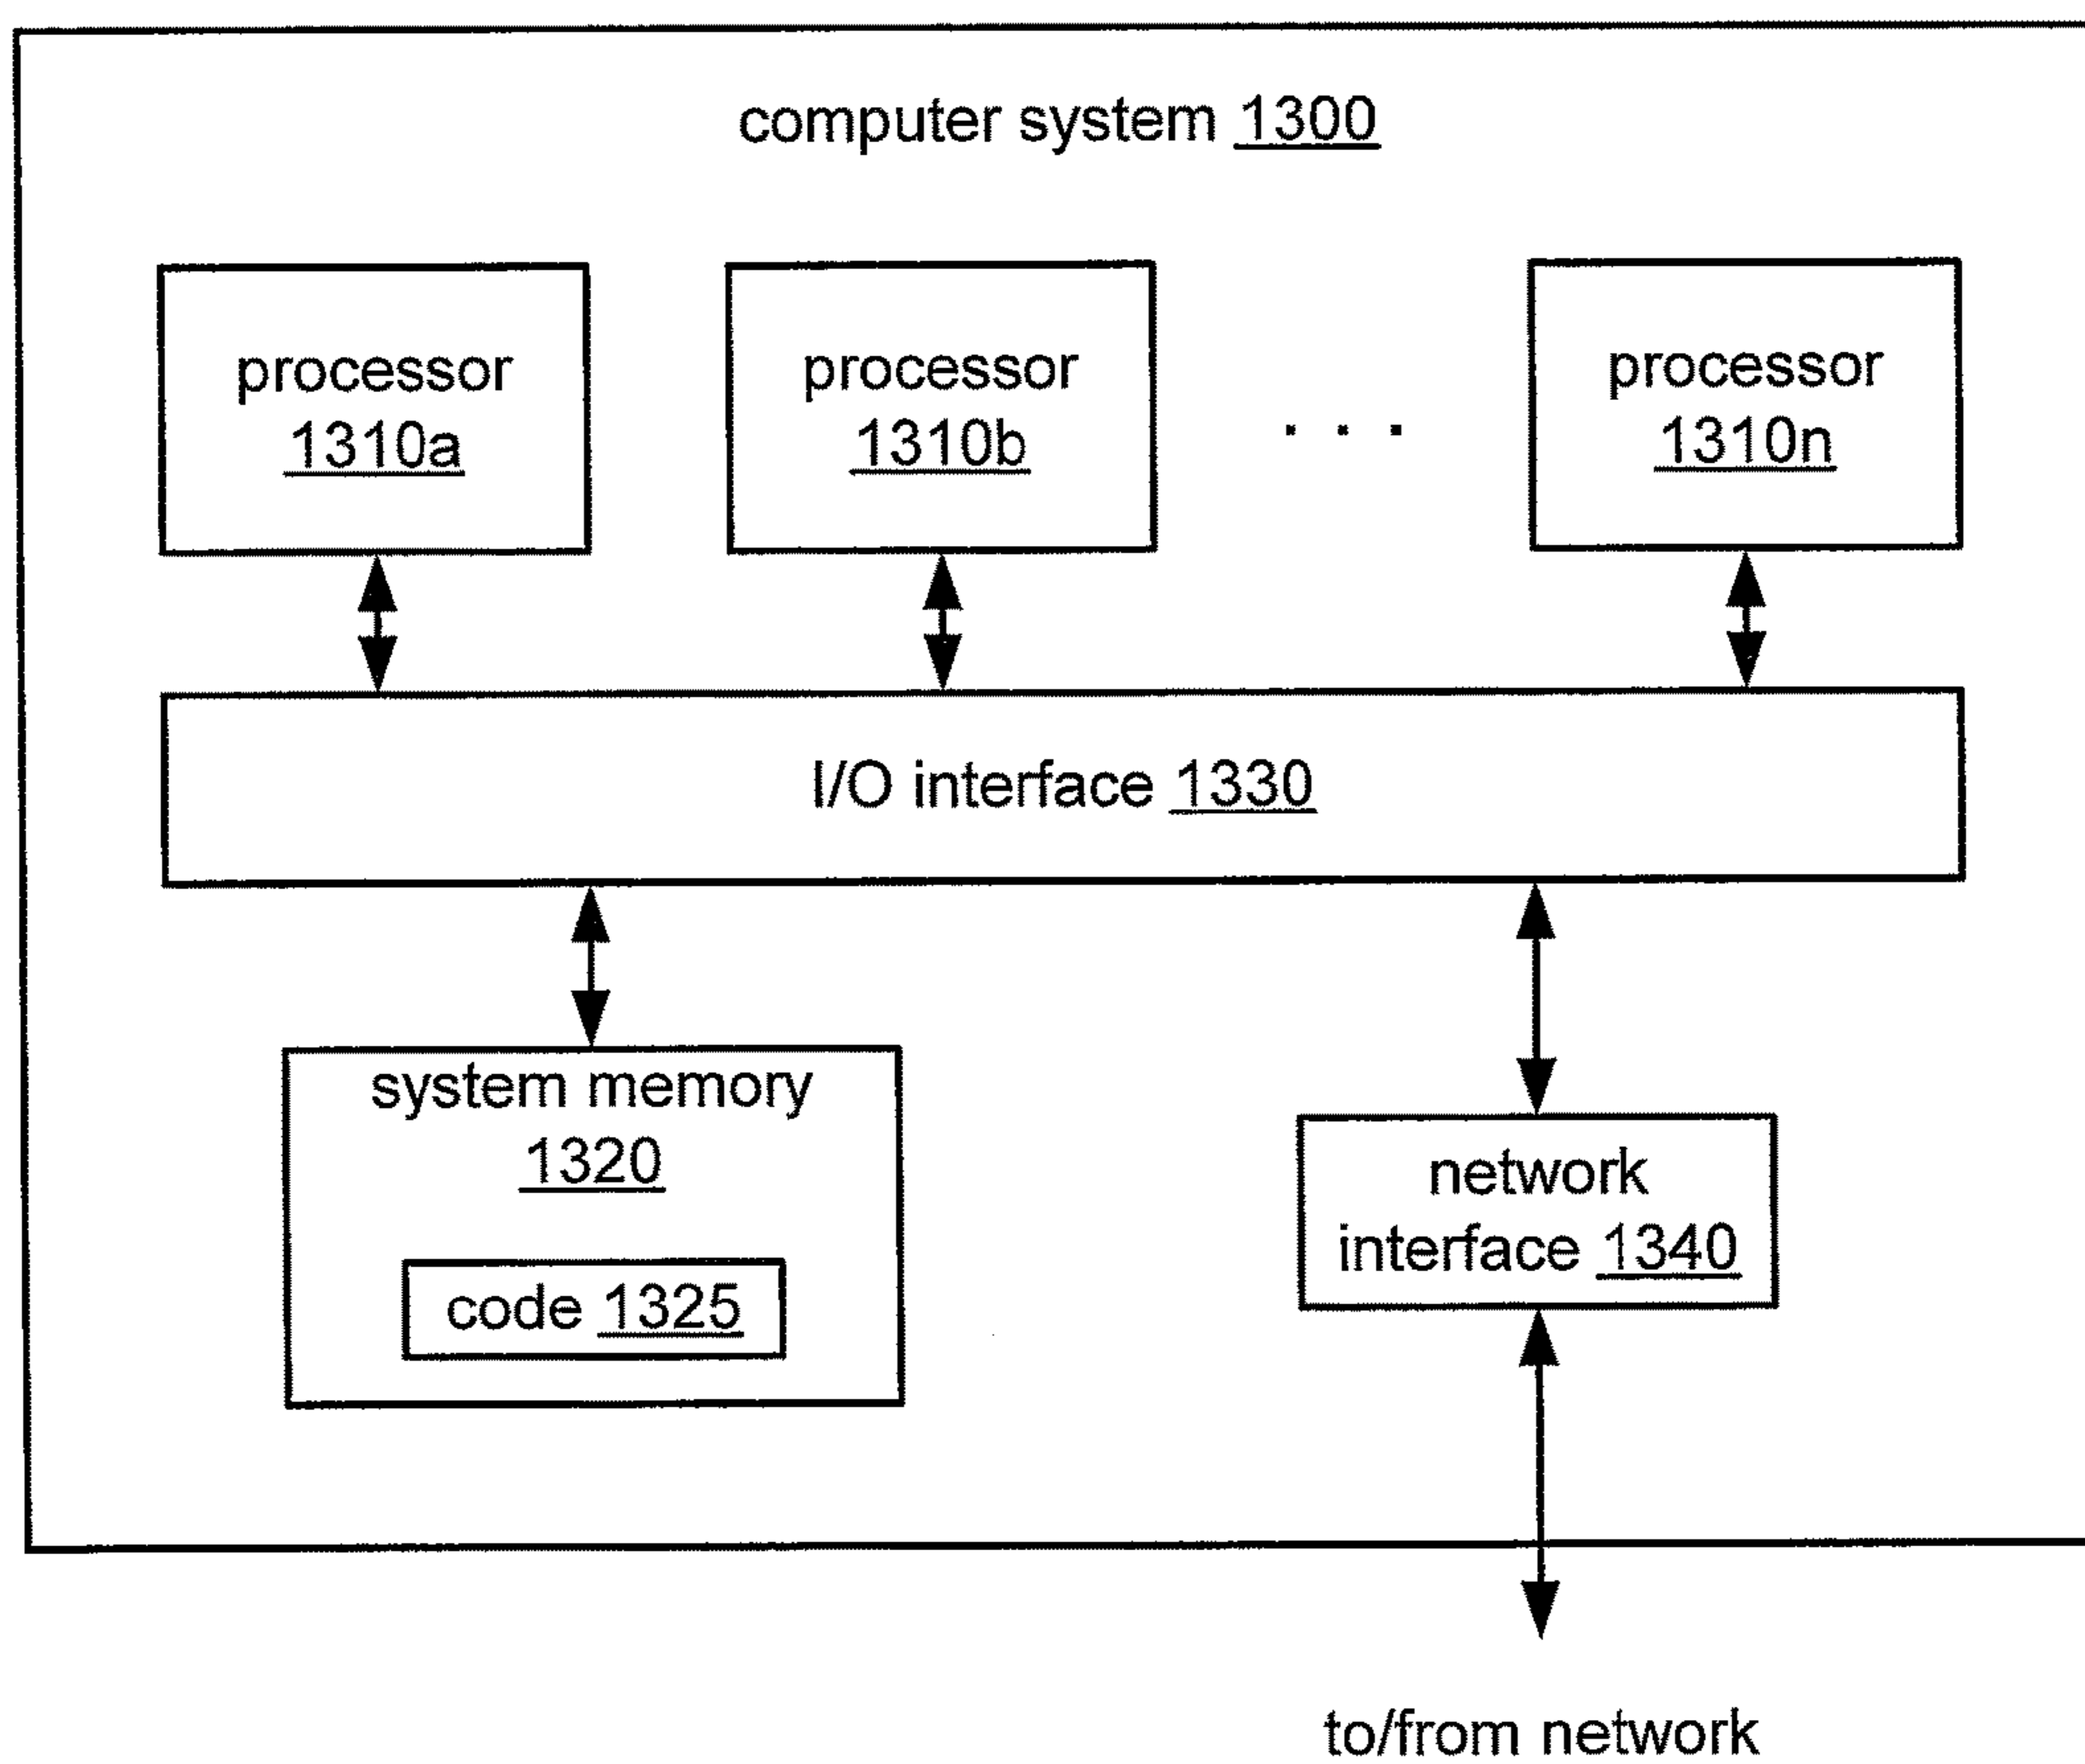 computer system 1300
processor
1310a
processor
1310b
. . .
processor
1310n
I/O interface 1330
system memory
1320
code 1325
network
interface 1340
to/from network